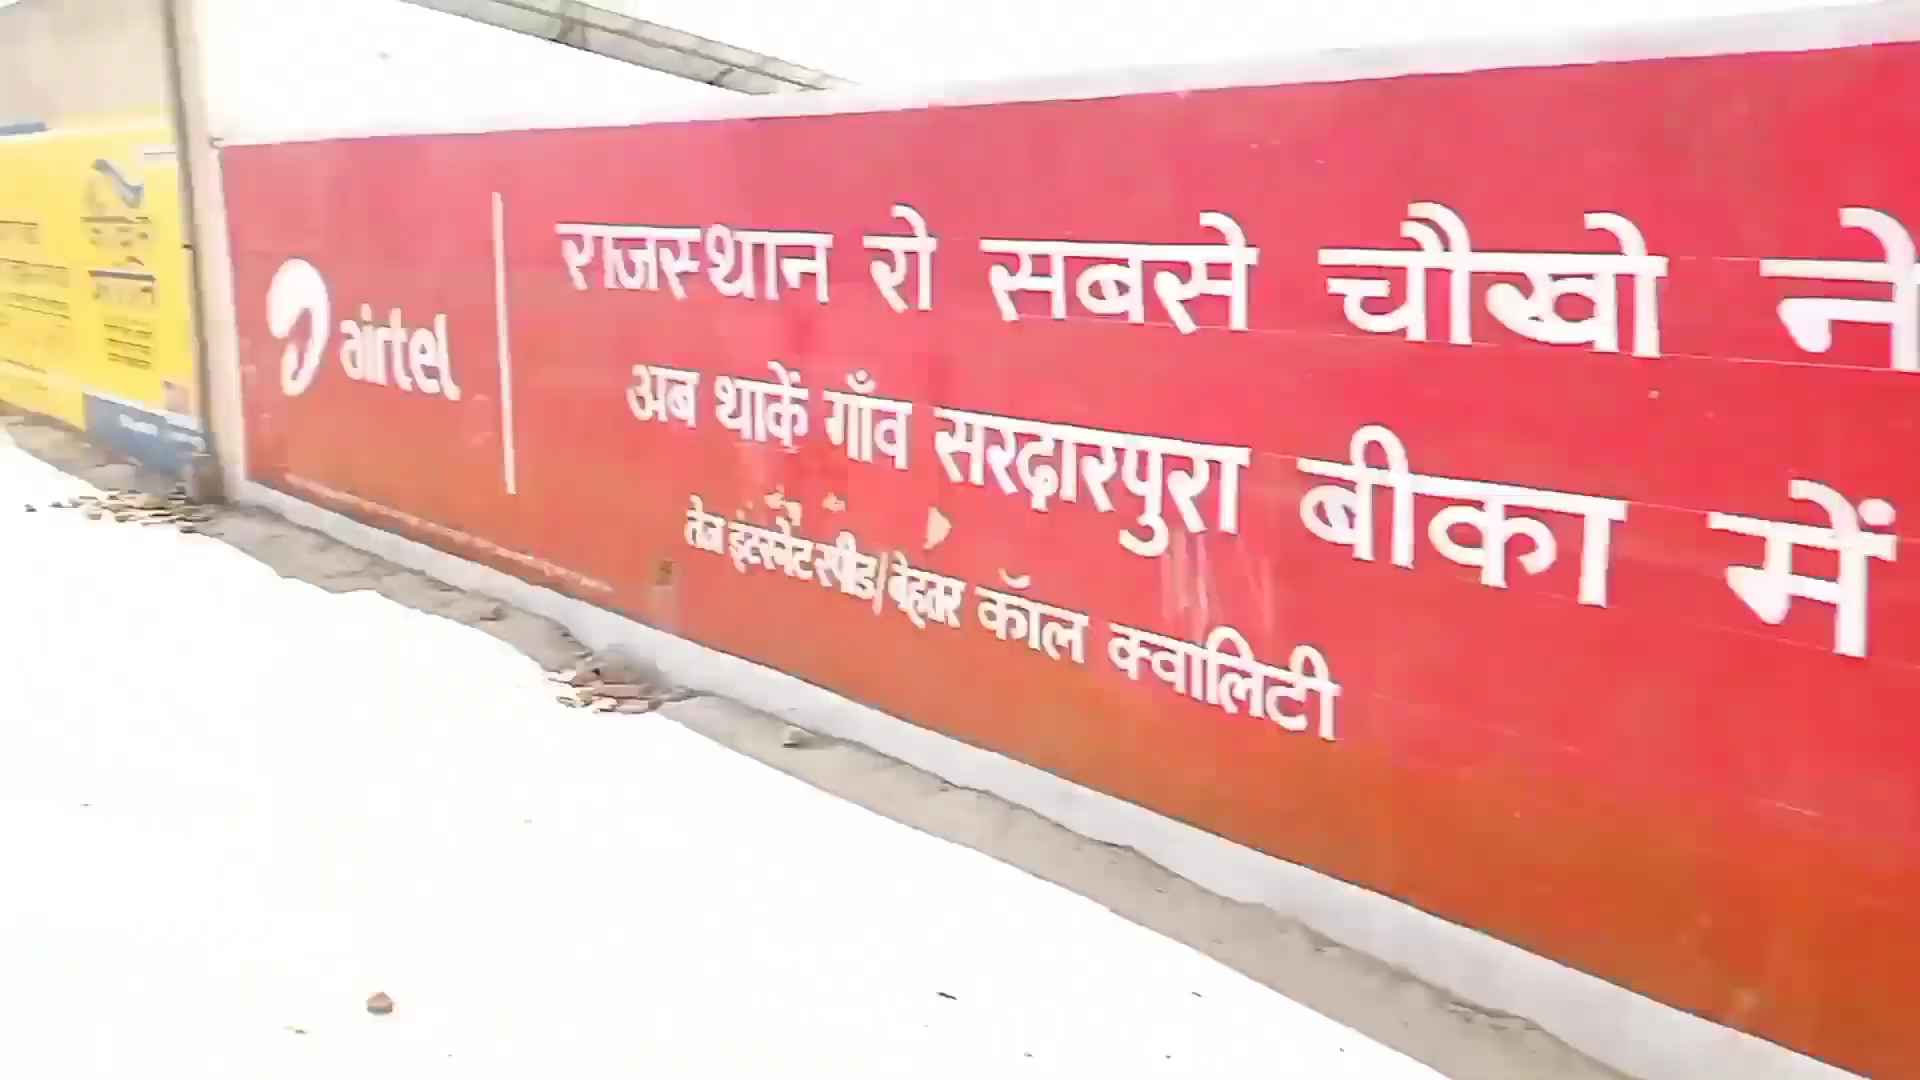 airtel
राजस्थान रो सबसे चौखो ने
अब थाकें गाँव सरदारपुरा बीका में
तेज इंटरनेट स्पीड/बेहतर कॉल क्वालिटी